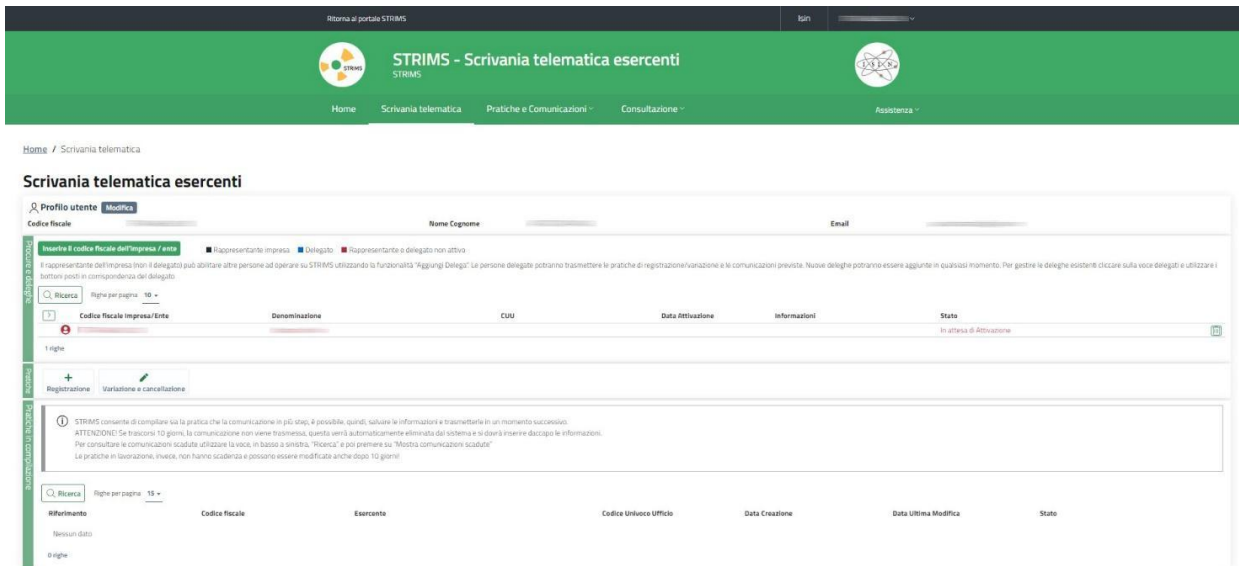 Ritorna al portale STRIMS
Isin
STRIMS
STRIMS - Scrivania telematica esercenti
STRIMS
ISIN
Home Scrivania telematica Pratiche e Comunicazioni Consultazione Assistenza
Home / Scrivania telematica
Scrivania telematica esercenti
Profilo utente Modifica
Codice fiscale Nome Cognome Email
Procure e deleghe
Inserire il codice fiscale dell'impresa / ente Rappresentante impresa Delegato Rappresentante o delegato non attivo
Il rappresentante dell'impresa (non il delegato) può abilitare altre persone ad operare su STRIMS utilizzando la funzionalità "Aggiungi Delega". Le persone delegate potranno trasmettere le pratiche di registrazione/variazione e le comunicazioni previste. Nuove deleghe potranno essere aggiunte in qualsiasi momento. Per gestire le deleghe esistenti cliccare sulla voce delegati e utilizzare i
bottoni posti in corrispondenza del delegato
Ricerca Righe per pagina 10
Codice fiscale Impresa/Ente Denominazione CUU Data Attivazione Informazioni Stato
In attesa di Attivazione
1 righe
Pratiche
Registrazione Variazione e cancellazione
Pratiche in compilazione
STRIMS consente di compilare sia la pratica che la comunicazione in più step, è possibile, quindi, salvare le informazioni e trasmetterle in un momento successivo.
ATTENZIONE! Se trascorsi 10 giorni, la comunicazione non viene trasmessa, questa verrà automaticamente eliminata dal sistema e si dovrà inserire daccapo le informazioni.
Per consultare le comunicazioni scadute utilizzare la voce, in basso a sinistra, "Ricerca" e poi premere su "Mostra comunicazioni scadute"
Le pratiche in lavorazione, invece, non hanno scadenza e possono essere modificate anche dopo 10 giorni!
Ricerca Righe per pagina 15
Riferimento Codice fiscale Esercente Codice Univoco Ufficio Data Creazione Data Ultima Modifica Stato
Nessun dato
0 righe